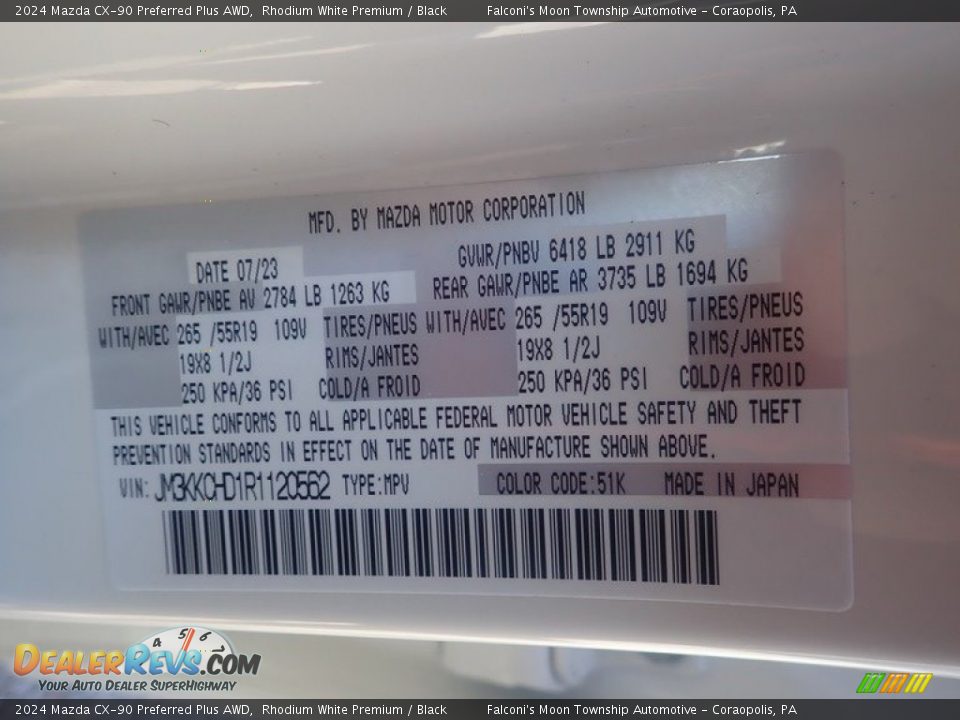 2024 Mazda CX-90 Preferred Plus AWD, Rhodium White Premium / Black Falconi's Moon Township Automotive - Coraopolis, PA
MFD. BY MAZDA MOTOR CORPORATION
DATE 07/23 GVWR/PNBV 6418 LB 2911 KG
FRONT GAWR/PNBE AV 2784 LB 1263 KG REAR GAWR/PNBE AR 3735 LB 1694 KG
WITH/AVEC 265 /55R19 109V TIRES/PNEUS WITH/AVEC 265 /55R19 109V TIRES/PNEUS
19X8 1/2J RIMS/JANTES 19X8 1/2J RIMS/JANTES
250 KPA/36 PSI COLD/A FROID 250 KPA/36 PSI COLD/A FROID
THIS VEHICLE CONFORMS TO ALL APPLICABLE FEDERAL MOTOR VEHICLE SAFETY AND THEFT
PREVENTION STANDARDS IN EFFECT ON THE DATE OF MANUFACTURE SHOWN ABOVE.
VIN: JM3KKCHD1R1120562 TYPE:MPV COLOR CODE:51K MADE IN JAPAN
4 5 6
DEALERREVS.COM
YOUR AUTO DEALER SUPERHIGHWAY
2024 Mazda CX-90 Preferred Plus AWD, Rhodium White Premium / Black Falconi's Moon Township Automotive - Coraopolis, PA